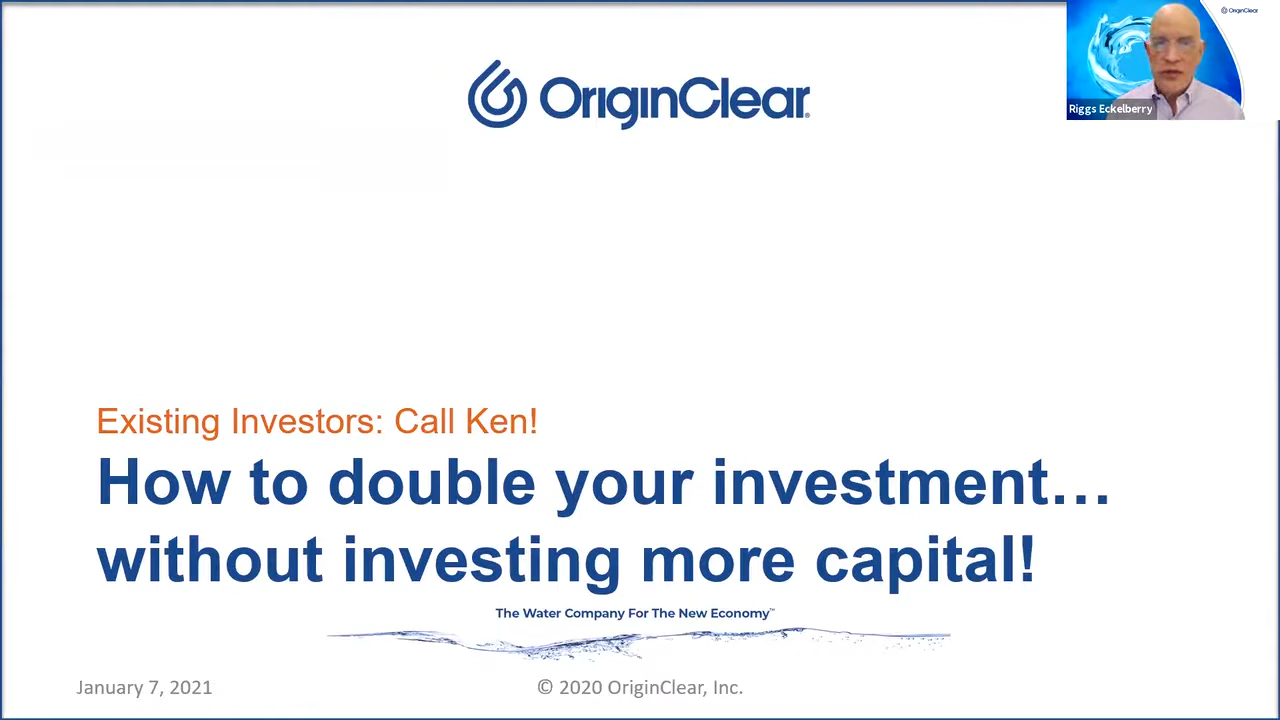 OriginClear
OriginClear®
Riggs Eckelberry
Existing Investors: Call Ken!
How to double your investment…
without investing more capital!
The Water Company For The New Economy™
January 7, 2021
© 2020 OriginClear, Inc.